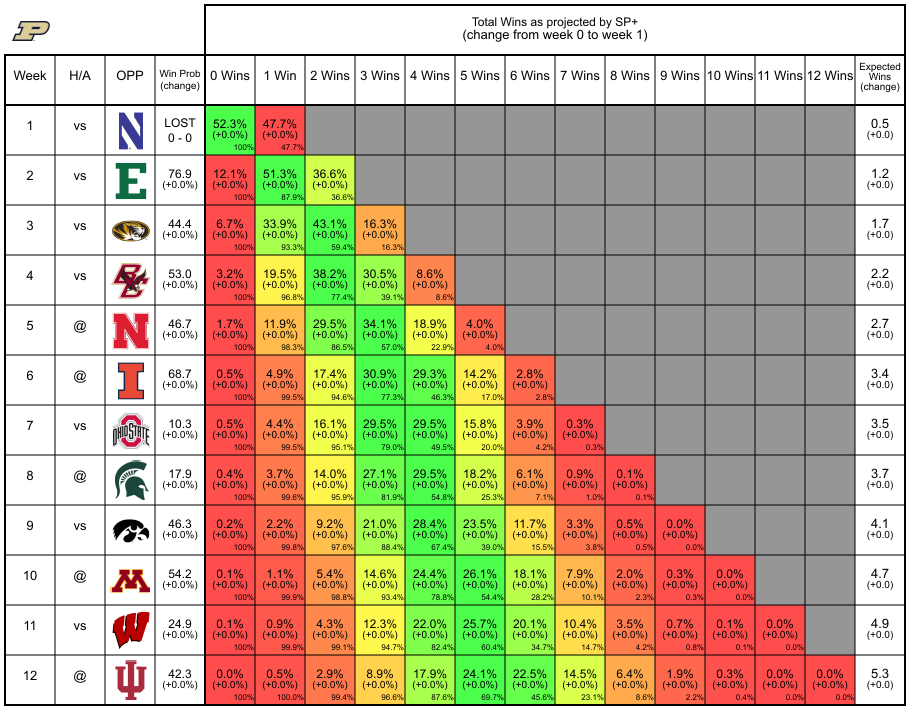 Total Wins as projected by SP+
(change from week 0 to week 1)
Week H/A OPP Win Prob (change) 0 Wins 1 Win 2 Wins 3 Wins 4 Wins 5 Wins 6 Wins 7 Wins 8 Wins 9 Wins 10 Wins 11 Wins 12 Wins Expected Wins (change)
1 vs N LOST 52.3% 47.7% 0.5
0 - 0 (+0.0%) (+0.0%) (+0.0)
100% 47.7%
2 vs E 76.9 12.1% 51.3% 36.6% 1.2
(+0.0%) (+0.0%) (+0.0%) (+0.0%) (+0.0)
100% 87.9% 36.6%
3 vs 44.4 6.7% 33.9% 43.1% 16.3% 1.7
(+0.0%) (+0.0%) (+0.0%) (+0.0%) (+0.0%) (+0.0)
100% 93.3% 59.4% 16.3%
4 vs BC 53.0 3.2% 19.5% 38.2% 30.5% 8.6% 2.2
(+0.0%) (+0.0%) (+0.0%) (+0.0%) (+0.0%) (+0.0%) (+0.0)
100% 96.8% 77.4% 39.1% 8.6%
5 @ N 46.7 1.7% 11.9% 29.5% 34.1% 18.9% 4.0% 2.7
(+0.0%) (+0.0%) (+0.0%) (+0.0%) (+0.0%) (+0.0%) (+0.0%) (+0.0)
100% 98.3% 86.5% 57.0% 22.9% 4.0%
6 @ I 68.7 0.5% 4.9% 17.4% 30.9% 29.3% 14.2% 2.8% 3.4
(+0.0%) (+0.0%) (+0.0%) (+0.0%) (+0.0%) (+0.0%) (+0.0%) (+0.0%) (+0.0)
100% 99.5% 94.6% 77.3% 46.3% 17.0% 2.8%
7 vs OHIO STATE 10.3 0.5% 4.4% 16.1% 29.5% 29.5% 15.8% 3.9% 0.3% 3.5
(+0.0%) (+0.0%) (+0.0%) (+0.0%) (+0.0%) (+0.0%) (+0.0%) (+0.0%) (+0.0%) (+0.0)
100% 99.5% 95.1% 79.0% 49.5% 20.0% 4.2% 0.3%
8 @ 17.9 0.4% 3.7% 14.0% 27.1% 29.5% 18.2% 6.1% 0.9% 0.1% 3.7
(+0.0%) (+0.0%) (+0.0%) (+0.0%) (+0.0%) (+0.0%) (+0.0%) (+0.0%) (+0.0%) (+0.0%) (+0.0)
100% 99.6% 95.9% 81.9% 54.8% 25.3% 7.1% 1.0% 0.1%
9 vs 46.3 0.2% 2.2% 9.2% 21.0% 28.4% 23.5% 11.7% 3.3% 0.5% 0.0% 4.1
(+0.0%) (+0.0%) (+0.0%) (+0.0%) (+0.0%) (+0.0%) (+0.0%) (+0.0%) (+0.0%) (+0.0%) (+0.0%) (+0.0)
100% 99.8% 97.6% 88.4% 67.4% 39.0% 15.5% 3.8% 0.5% 0.0%
10 @ M 54.2 0.1% 1.1% 5.4% 14.6% 24.4% 26.1% 18.1% 7.9% 2.0% 0.3% 0.0% 4.7
(+0.0%) (+0.0%) (+0.0%) (+0.0%) (+0.0%) (+0.0%) (+0.0%) (+0.0%) (+0.0%) (+0.0%) (+0.0%) (+0.0%) (+0.0)
100% 99.9% 98.8% 93.4% 78.8% 54.4% 28.2% 10.1% 2.3% 0.3% 0.0%
11 vs W 24.9 0.1% 0.9% 4.3% 12.3% 22.0% 25.7% 20.1% 10.4% 3.5% 0.7% 0.1% 0.0% 4.9
(+0.0%) (+0.0%) (+0.0%) (+0.0%) (+0.0%) (+0.0%) (+0.0%) (+0.0%) (+0.0%) (+0.0%) (+0.0%) (+0.0%) (+0.0%) (+0.0)
100% 99.9% 99.1% 94.7% 82.4% 60.4% 34.7% 14.7% 4.2% 0.8% 0.1% 0.0%
12 @ IU 42.3 0.0% 0.5% 2.9% 8.9% 17.9% 24.1% 22.5% 14.5% 6.4% 1.9% 0.3% 0.0% 0.0% 5.3
(+0.0%) (+0.0%) (+0.0%) (+0.0%) (+0.0%) (+0.0%) (+0.0%) (+0.0%) (+0.0%) (+0.0%) (+0.0%) (+0.0%) (+0.0%) (+0.0%) (+0.0)
100% 100.0% 99.4% 96.6% 87.6% 69.7% 45.6% 23.1% 8.6% 2.2% 0.4% 0.0% 0.0%